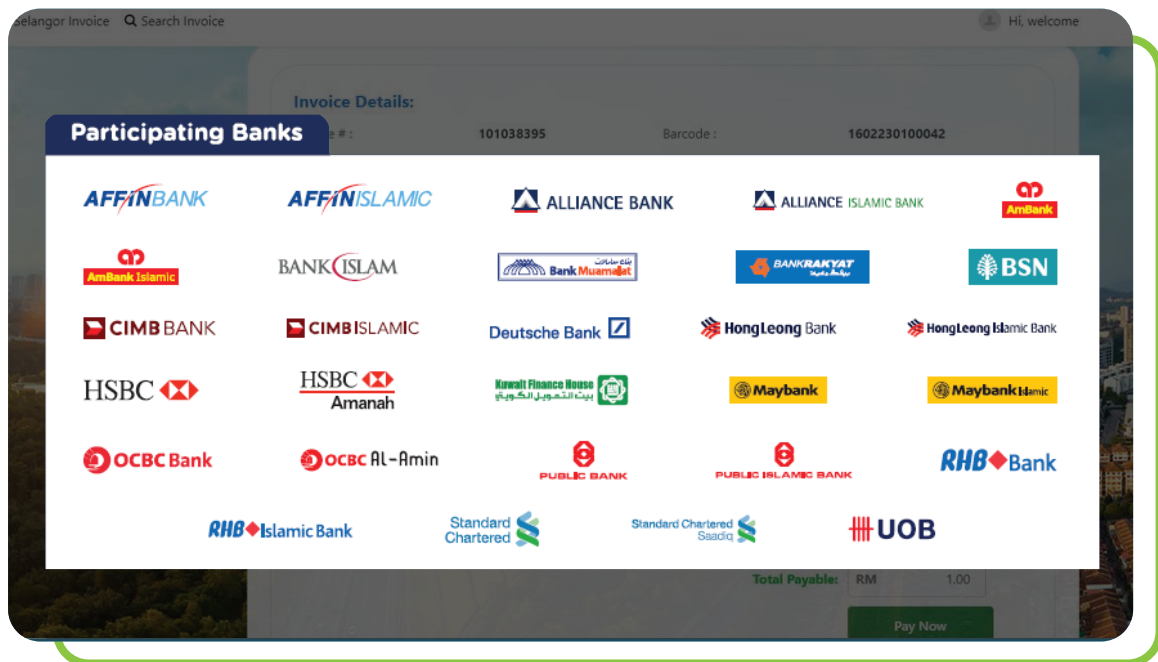 Selangor Invoice Search Invoice Hi, welcome
Invoice Details:
Participating Banks
e # : 101038395 Barcode : 1602230100042
AFFINBANK AFFINISLAMIC ALLIANCE BANK ALLIANCE ISLAMIC BANK AmBank
AmBank Islamic BANK ISLAM Bank Muamalat BANKRAKYAT BSN
CIMB BANK CIMB ISLAMIC Deutsche Bank HongLeong Bank HongLeong Islamic Bank
HSBC HSBC Amanah Kuwait Finance House بيت التمويل الكويتي Maybank Maybank Islamic
OCBC Bank OCBC AL-Amin PUBLIC BANK PUBLIC ISLAMIC BANK RHB Bank
RHB Islamic Bank Standard Chartered Standard Chartered Saadiq UOB
Total Payable: RM 1.00
Pay Now